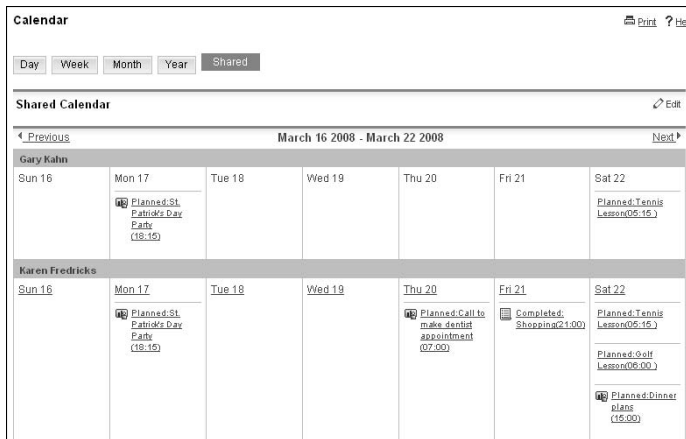 Calendar
Print ? He
Day Week Month Year Shared
Shared Calendar
Edit
Previous March 16 2008 - March 22 2008 Next
Gary Kahn
Sun 16 Mon 17 Tue 18 Wed 19 Thu 20 Fri 21 Sat 22
Planned:St.
Patrick's Day
Party
(18:15)
Planned:Tennis
Lesson(05:15 )
Karen Fredricks
Sun 16 Mon 17 Tue 18 Wed 19 Thu 20 Fri 21 Sat 22
Planned:St.
Patrick's Day
Party
(18:15)
Planned:Call to
make dentist
appointment
(07:00)
Completed:
Shopping(21:00)
Planned:Tennis
Lesson(05:15 )
Planned:Golf
Lesson(06:00 )
Planned:Dinner
plans
(15:00)